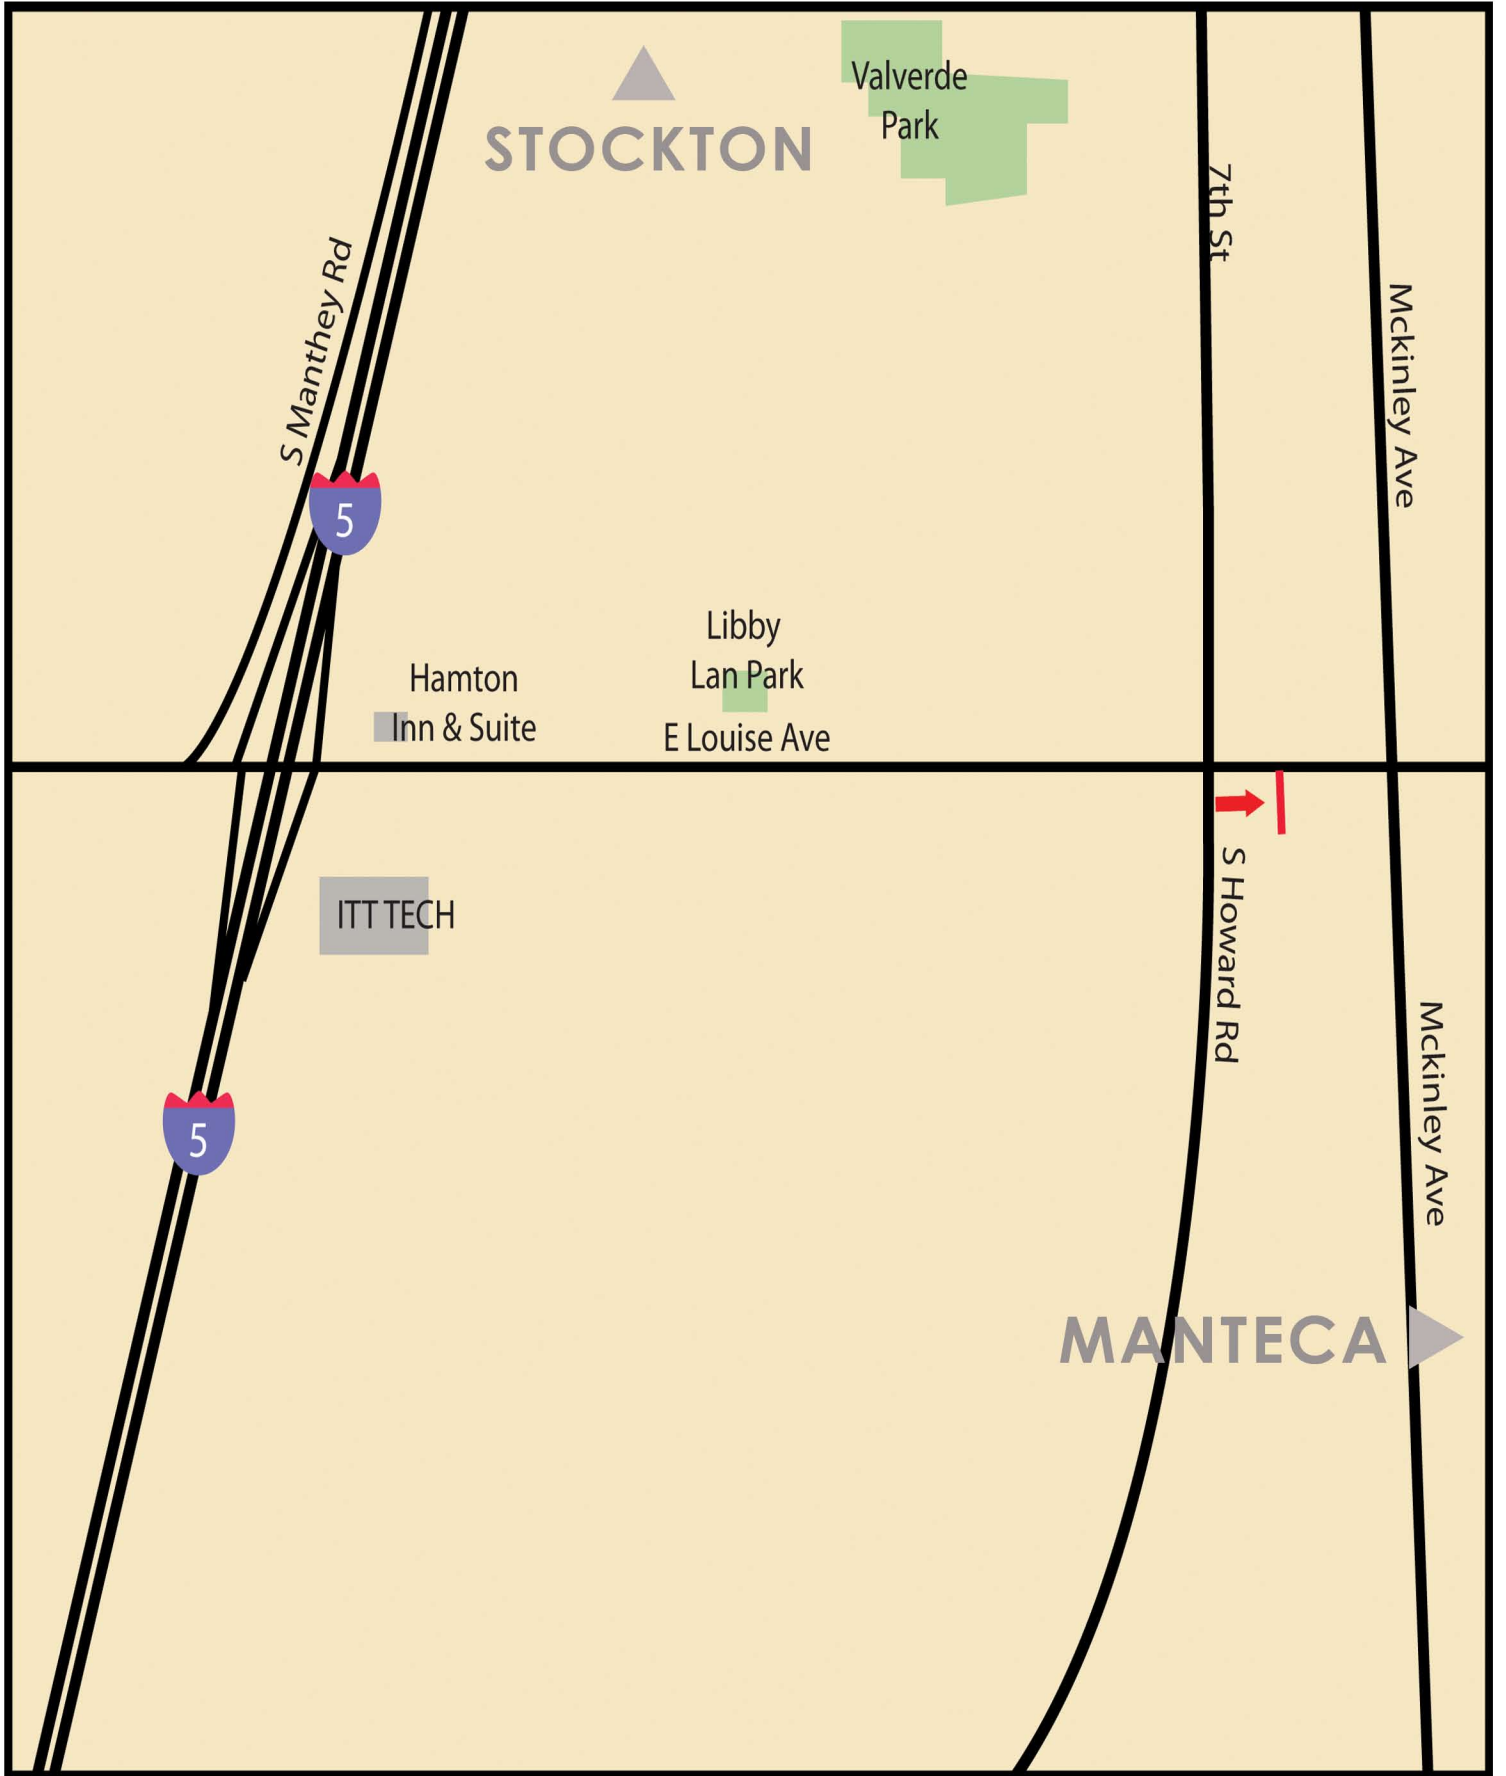 Valverde
Park
STOCKTON
7th St
S Manthey Rd
Mckinley Ave
5
Libby
Lan Park
Hamton
Inn & Suite
E Louise Ave
S Howard Rd
ITT TECH
Mckinley Ave
5
MANTECA